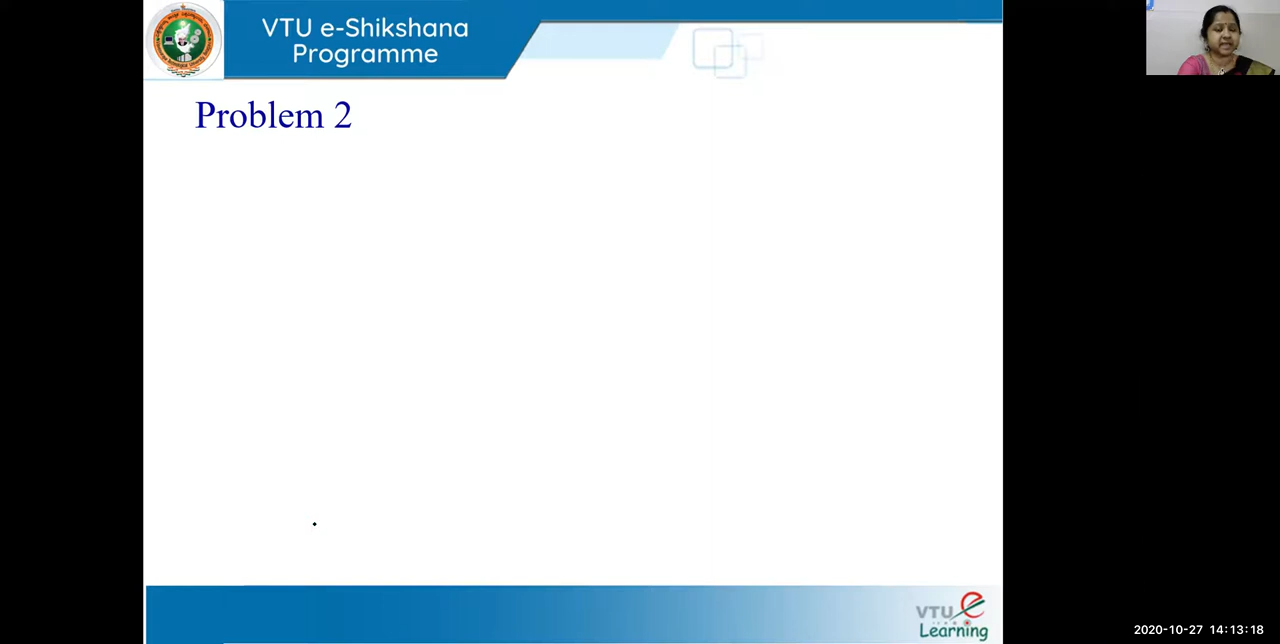 VTU e-Shikshana
Programme
Problem 2
VTU e
Learning
2020-10-27 14:13:18